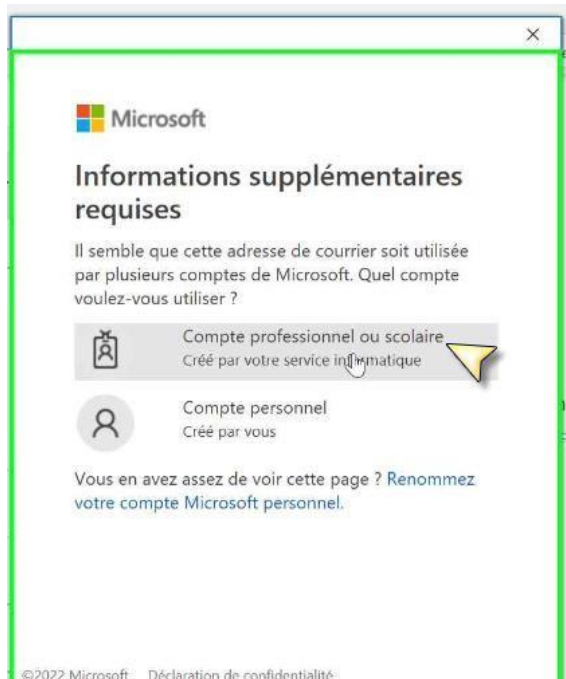 Microsoft
Informations supplémentaires
requises
Il semble que cette adresse de courrier soit utilisée
par plusieurs comptes de Microsoft. Quel compte
voulez-vous utiliser ?
Compte professionnel ou scolaire
Créé par votre service informatique
Compte personnel
Créé par vous
Vous en avez assez de voir cette page ? Renommez
votre compte Microsoft personnel.
©2022 Microsoft Déclaration de confidentialité